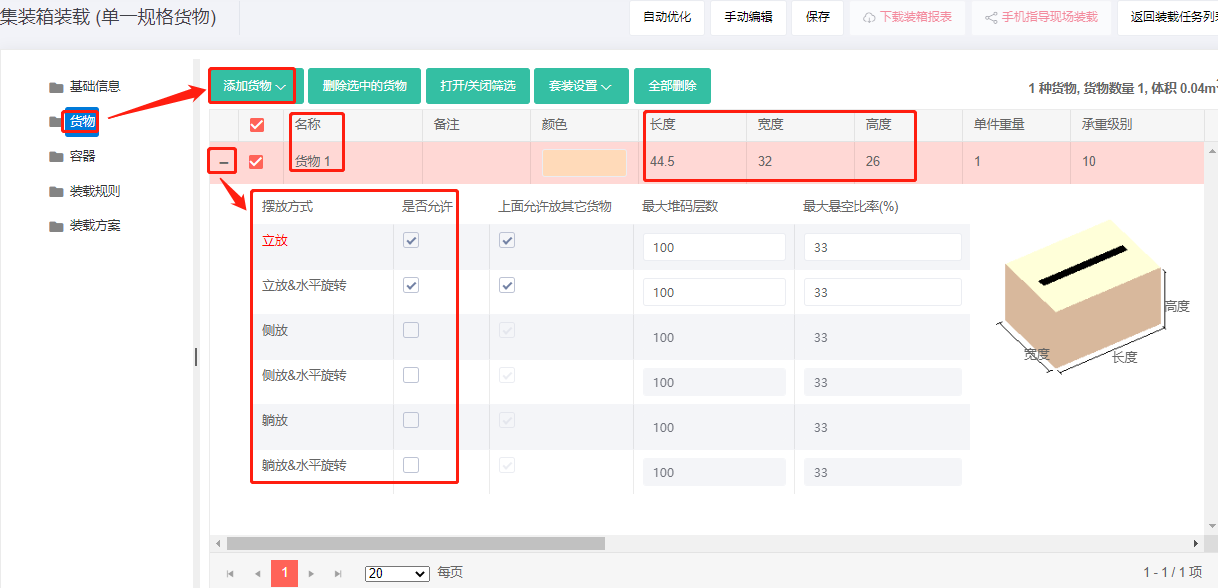 集装箱装载 (单一规格货物)
自动优化 手动编辑 保存 下载装箱报表 手机指导现场装载 返回装载任务列
基础信息
货物
容器
装载规则
装载方案
添加货物 删除选中的货物 打开/关闭筛选 套装设置 全部删除
1 种货物, 货物数量 1, 体积 0.04m
名称 备注 颜色 长度 宽度 高度 单件重量 承重级别
货物 1 44.5 32 26 1 10
摆放方式 是否允许 上面允许放其它货物 最大堆码层数 最大悬空比率(%)
立放 100 33
立放&水平旋转 100 33
侧放 100 33
侧放&水平旋转 100 33
躺放 100 33
躺放&水平旋转 100 33
高度
宽度
长度
1 20 每页 1 - 1 / 1 项